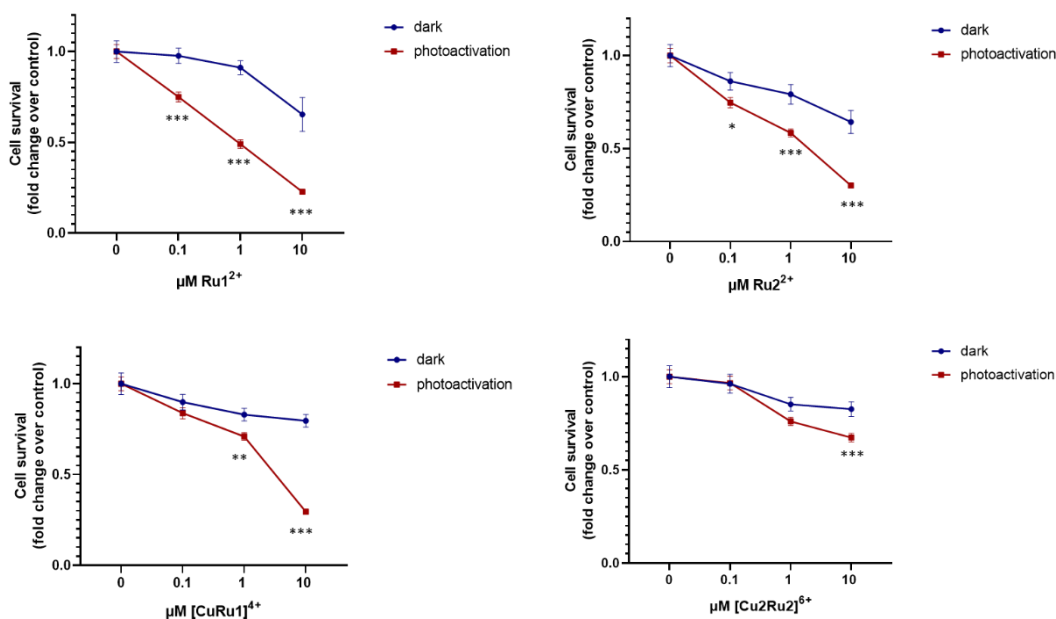 dark
photoactivation
Cell survival
(fold change over control)
1.0
0.5
0.0
***
***
***
0 0.1 1 10
µM Ru1²⁺
dark
photoactivation
Cell survival
(fold change over control)
1.0
0.5
0.0
*
***
***
0 0.1 1 10
µM Ru2²⁺
dark
photoactivation
Cell survival
(fold change over control)
1.0
0.5
0.0
**
***
0 0.1 1 10
µM [CuRu1]⁴⁺
dark
photoactivation
Cell survival
(fold change over control)
1.0
0.5
0.0
***
0 0.1 1 10
µM [Cu2Ru2]⁶⁺